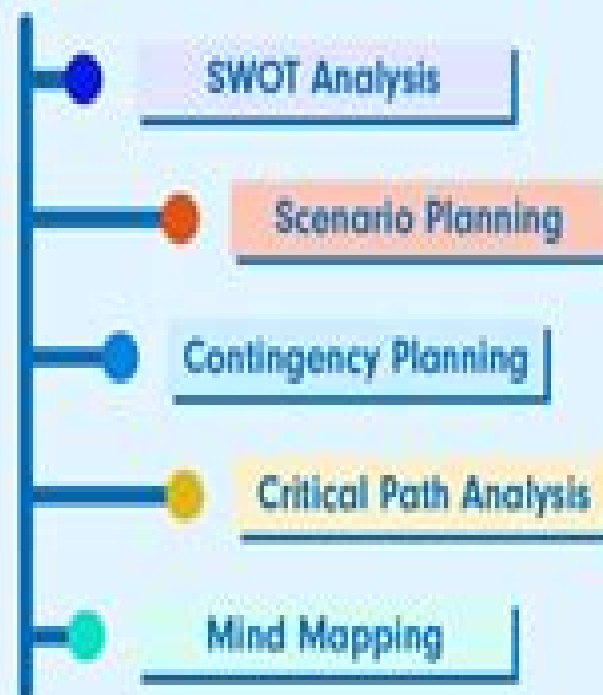 SWOT Analysis
Scenario Planning
Contingency Planning
Critical Path Analysis
Mind Mapping